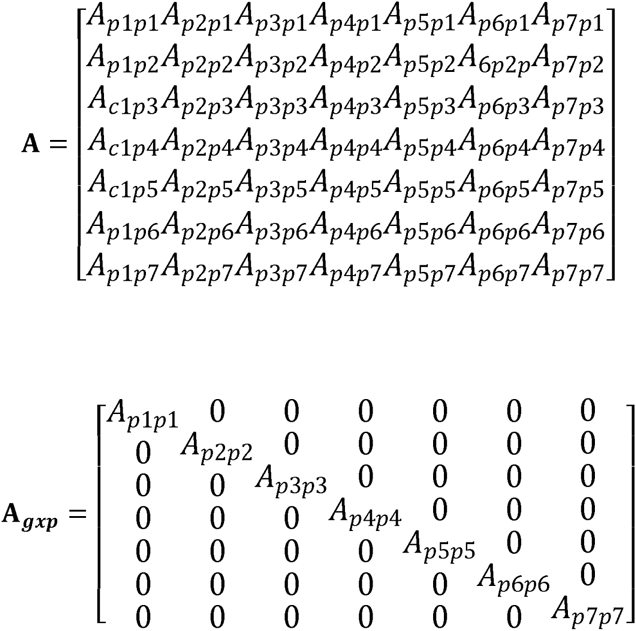 A_{p1p1}A_{p2p1}A_{p3p1}A_{p4p1}A_{p5p1}A_{p6p1}A_{p7p1}
A_{p1p2}A_{p2p2}A_{p3p2}A_{p4p2}A_{p5p2}A_{6p2p}A_{p7p2}
A_{c1p3}A_{p2p3}A_{p3p3}A_{p4p3}A_{p5p3}A_{p6p3}A_{p7p3}
A = A_{c1p4}A_{p2p4}A_{p3p4}A_{p4p4}A_{p5p4}A_{p6p4}A_{p7p4}
A_{c1p5}A_{p2p5}A_{p3p5}A_{p4p5}A_{p5p5}A_{p6p5}A_{p7p5}
A_{p1p6}A_{p2p6}A_{p3p6}A_{p4p6}A_{p5p6}A_{p6p6}A_{p7p6}
A_{p1p7}A_{p2p7}A_{p3p7}A_{p4p7}A_{p5p7}A_{p6p7}A_{p7p7}
A_{p1p1} 0 0 0 0 0 0
0 A_{p2p2} 0 0 0 0 0
0 0 A_{p3p3} 0 0 0 0
A_{gxp} = 0 0 0 A_{p4p4} 0 0 0
0 0 0 0 A_{p5p5} 0 0
0 0 0 0 0 A_{p6p6} 0
0 0 0 0 0 0 A_{p7p7}